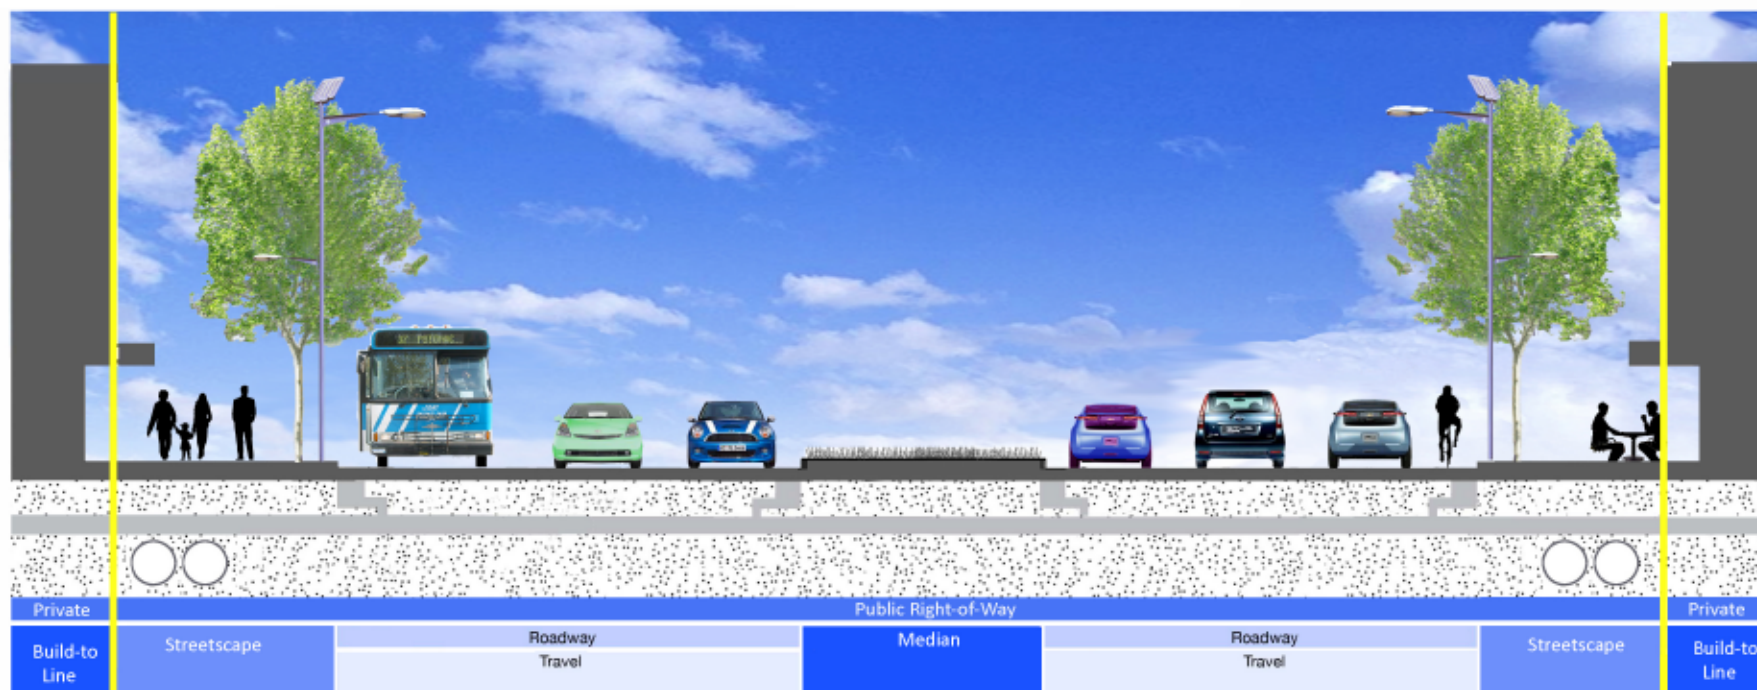 Private
Public Right-of-Way
Private
Build-to
Line
Streetscape
Roadway
Travel
Median
Roadway
Travel
Streetscape
Build-to
Line